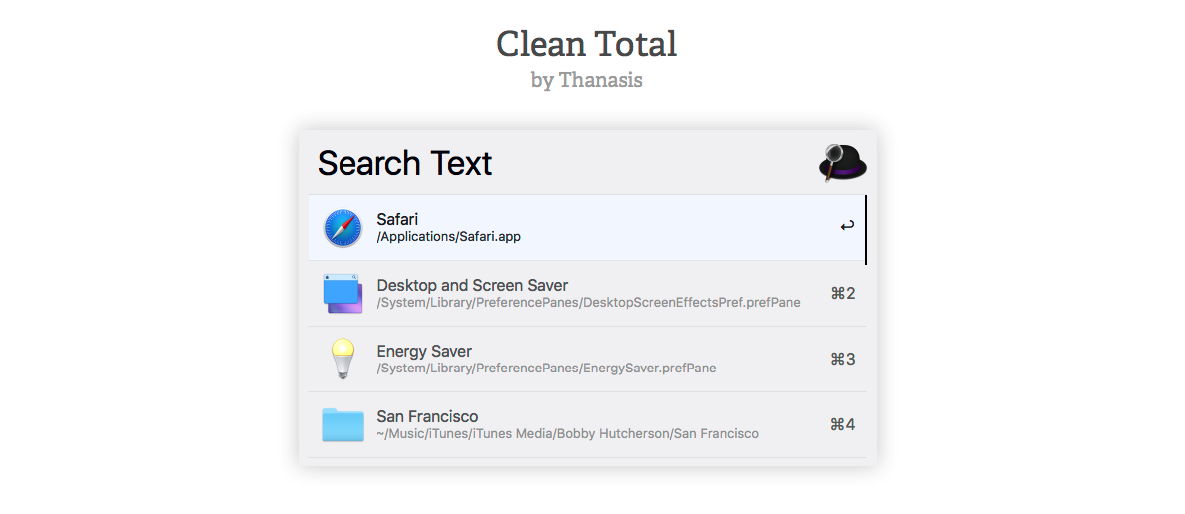 Clean Total
by Thanasis
Search Text
Safari
/Applications/Safari.app
↩
Desktop and Screen Saver
/System/Library/PreferencePanes/DesktopScreenEffectsPref.prefPane
⌘2
Energy Saver
/System/Library/PreferencePanes/EnergySaver.prefPane
⌘3
San Francisco
~/Music/iTunes/iTunes Media/Bobby Hutcherson/San Francisco
⌘4